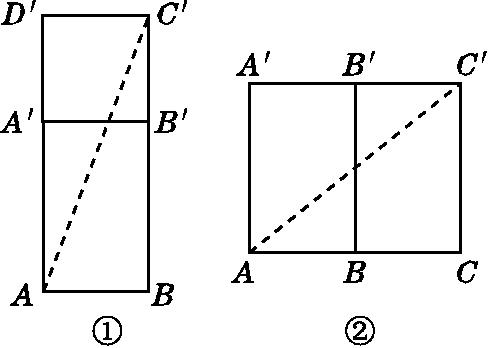 D′ C′
A′ B′ C′
A′ B′
A B C
A B
① ②